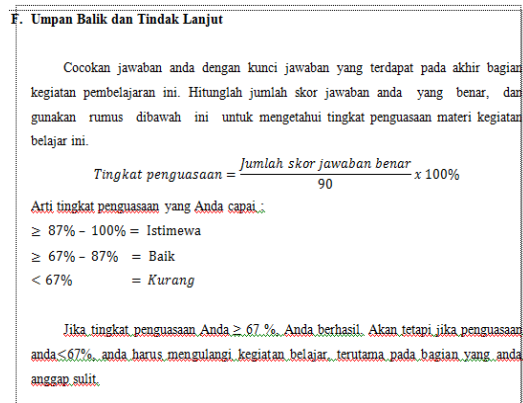 F. Umpan Balik dan Tindak Lanjut
Cocokan jawaban anda dengan kunci jawaban yang terdapat pada akhir bagian
kegiatan pembelajaran ini. Hitunglah jumlah skor jawaban anda yang benar, dan
gunakan rumus dibawah ini untuk mengetahui tingkat penguasaan materi kegiatan
belajar ini.
Tingkat penguasaan = Jumlah skor jawaban benar / 90 x 100%
Arti tingkat penguasaan yang Anda capai :
≥ 87% – 100% = Istimewa
≥ 67% – 87% = Baik
< 67% = Kurang
Jika tingkat penguasaan Anda ≥ 67 %, Anda berhasil. Akan tetapi jika penguasaan
anda<67%, anda harus mengulangi kegiatan belajar, terutama pada bagian yang anda
anggap sulit.